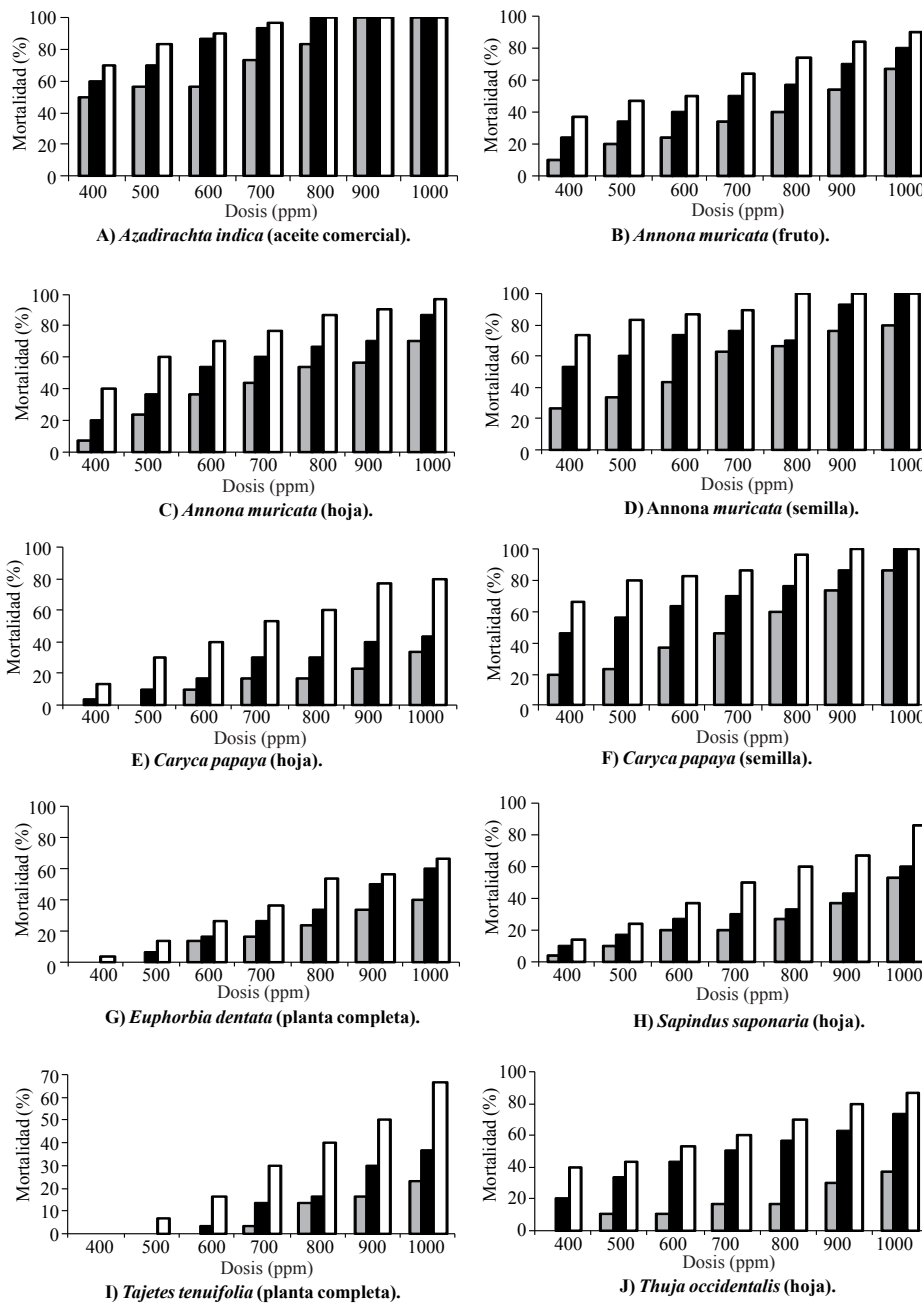 100
80
60
40
20
0
Mortalidad (%)
400 500 600 700 800 900 1000
Dosis (ppm)
A) Azadirachta indica (aceite comercial).
100
80
60
40
20
0
Mortalidad (%)
400 500 600 700 800 900 1000
Dosis (ppm)
B) Annona muricata (fruto).
100
80
60
40
20
0
Mortalidad (%)
400 500 600 700 800 900 1000
Dosis (ppm)
C) Annona muricata (hoja).
100
80
60
40
20
0
Mortalidad (%)
400 500 600 700 800 900 1000
Dosis (ppm)
D) Annona muricata (semilla).
100
80
60
40
20
0
Mortalidad (%)
400 500 600 700 800 900 1000
Dosis (ppm)
E) Caryca papaya (hoja).
100
80
60
40
20
0
Mortalidad (%)
400 500 600 700 800 900 1000
Dosis (ppm)
F) Caryca papaya (semilla).
100
80
60
40
20
0
Mortalidad (%)
400 500 600 700 800 900 1000
Dosis (ppm)
G) Euphorbia dentata (planta completa).
100
80
60
40
20
0
Mortalidad (%)
400 500 600 700 800 900 1000
Dosis (ppm)
H) Sapindus saponaria (hoja).
70
60
50
40
30
20
10
0
Mortalidad (%)
400 500 600 700 800 900 1000
Dosis (ppm)
I) Tajetes tenuifolia (planta completa).
100
80
60
40
20
0
Mortalidad (%)
400 500 600 700 800 900 1000
Dosis (ppm)
J) Thuja occidentalis (hoja).